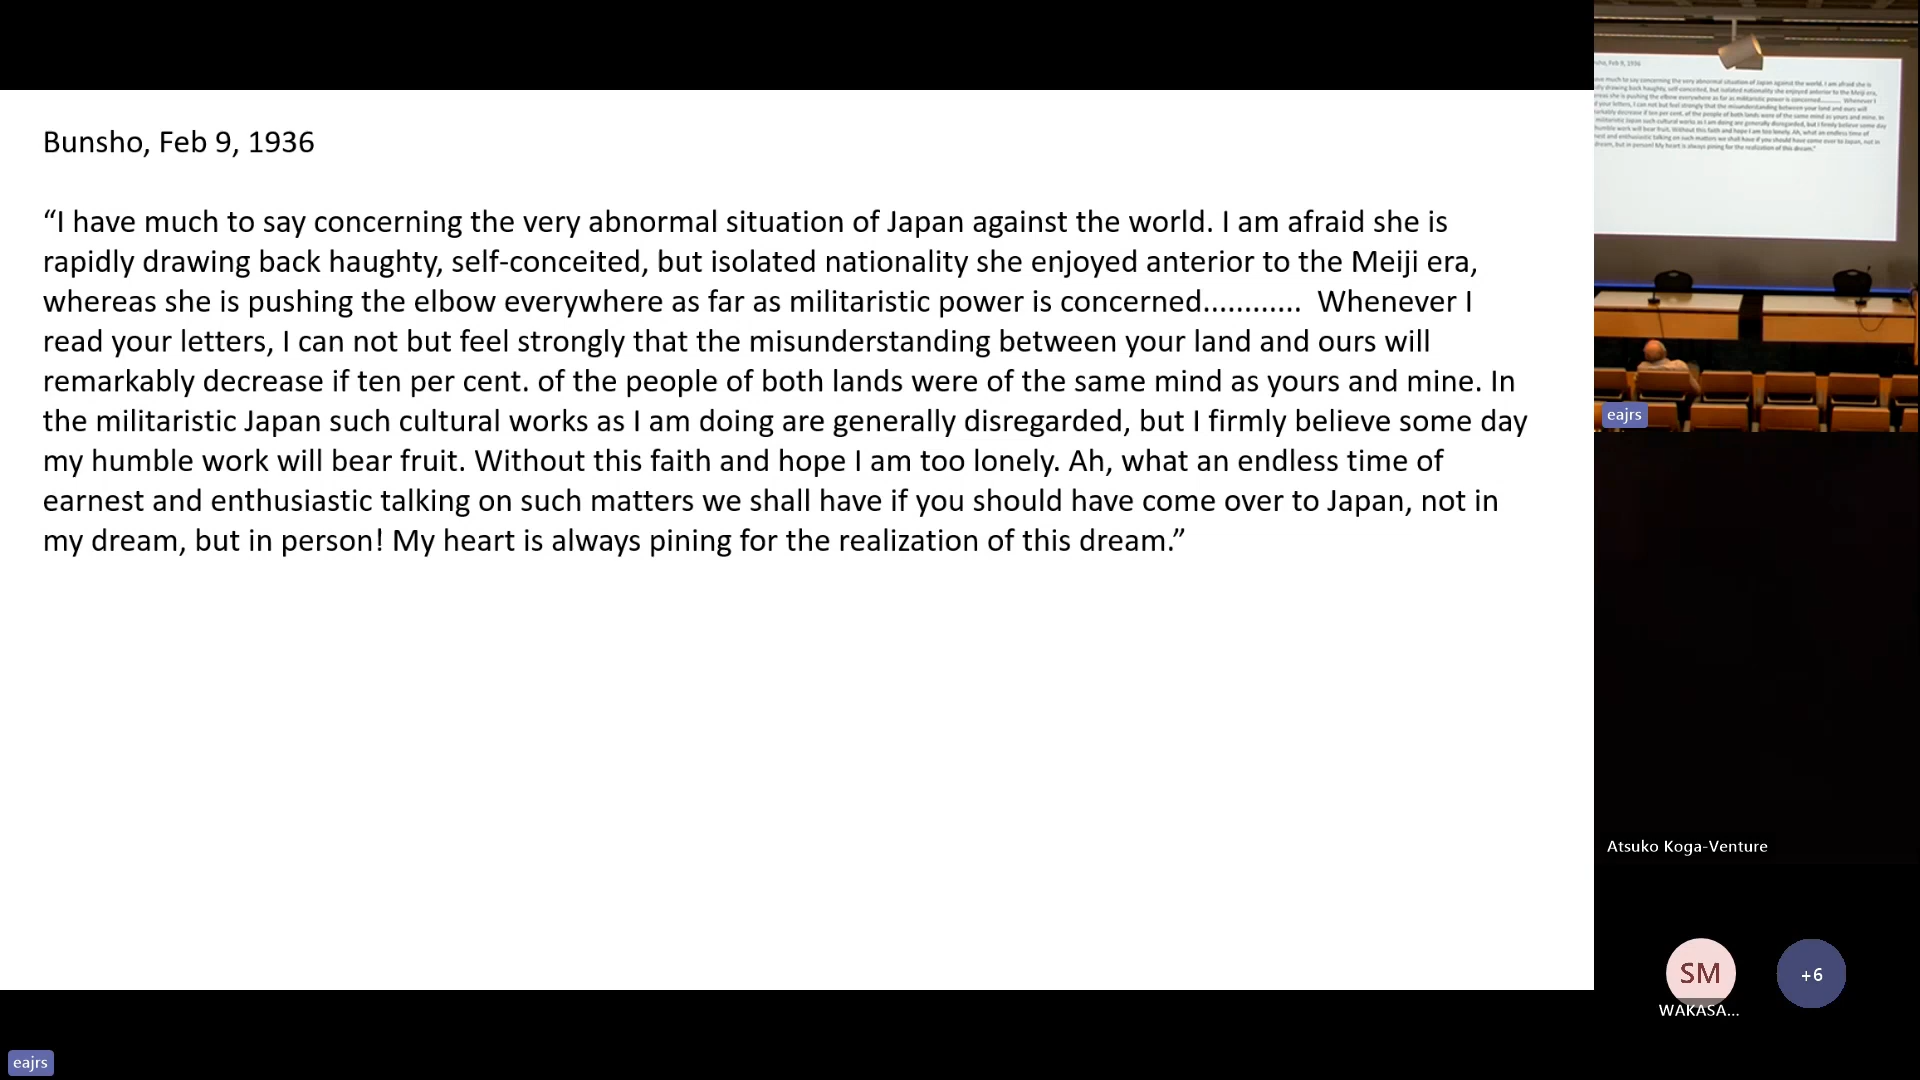 Bunsho, Feb 9, 1936
“I have much to say concerning the very abnormal situation of Japan against the world. I am afraid she is
rapidly drawing back haughty, self-conceited, but isolated nationality she enjoyed anterior to the Meiji era,
whereas she is pushing the elbow everywhere as far as militaristic power is concerned............ Whenever I
read your letters, I can not but feel strongly that the misunderstanding between your land and ours will
remarkably decrease if ten per cent. of the people of both lands were of the same mind as yours and mine. In
the militaristic Japan such cultural works as I am doing are generally disregarded, but I firmly believe some day
my humble work will bear fruit. Without this faith and hope I am too lonely. Ah, what an endless time of
earnest and enthusiastic talking on such matters we shall have if you should have come over to Japan, not in
my dream, but in person! My heart is always pining for the realization of this dream.”
eajrs
Atsuko Koga-Venture
SM
+6
WAKASA...
eajrs